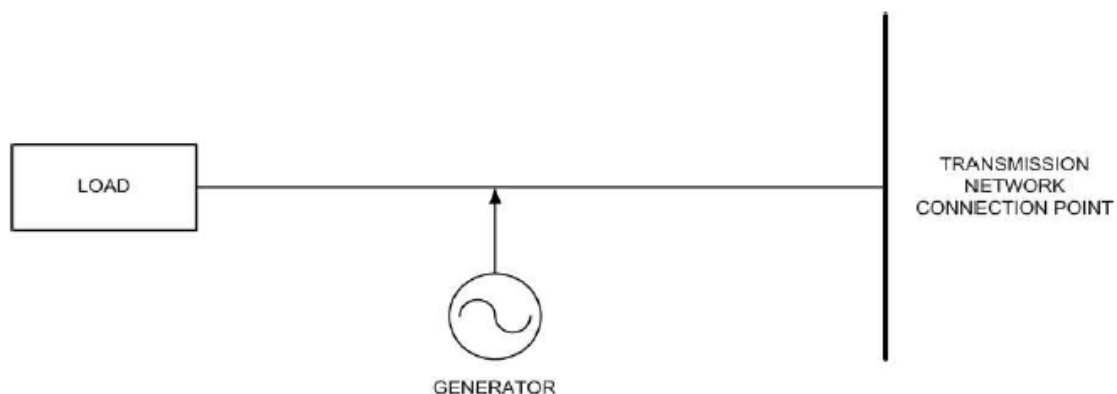 LOAD
TRANSMISSION
NETWORK
CONNECTION POINT
GENERATOR